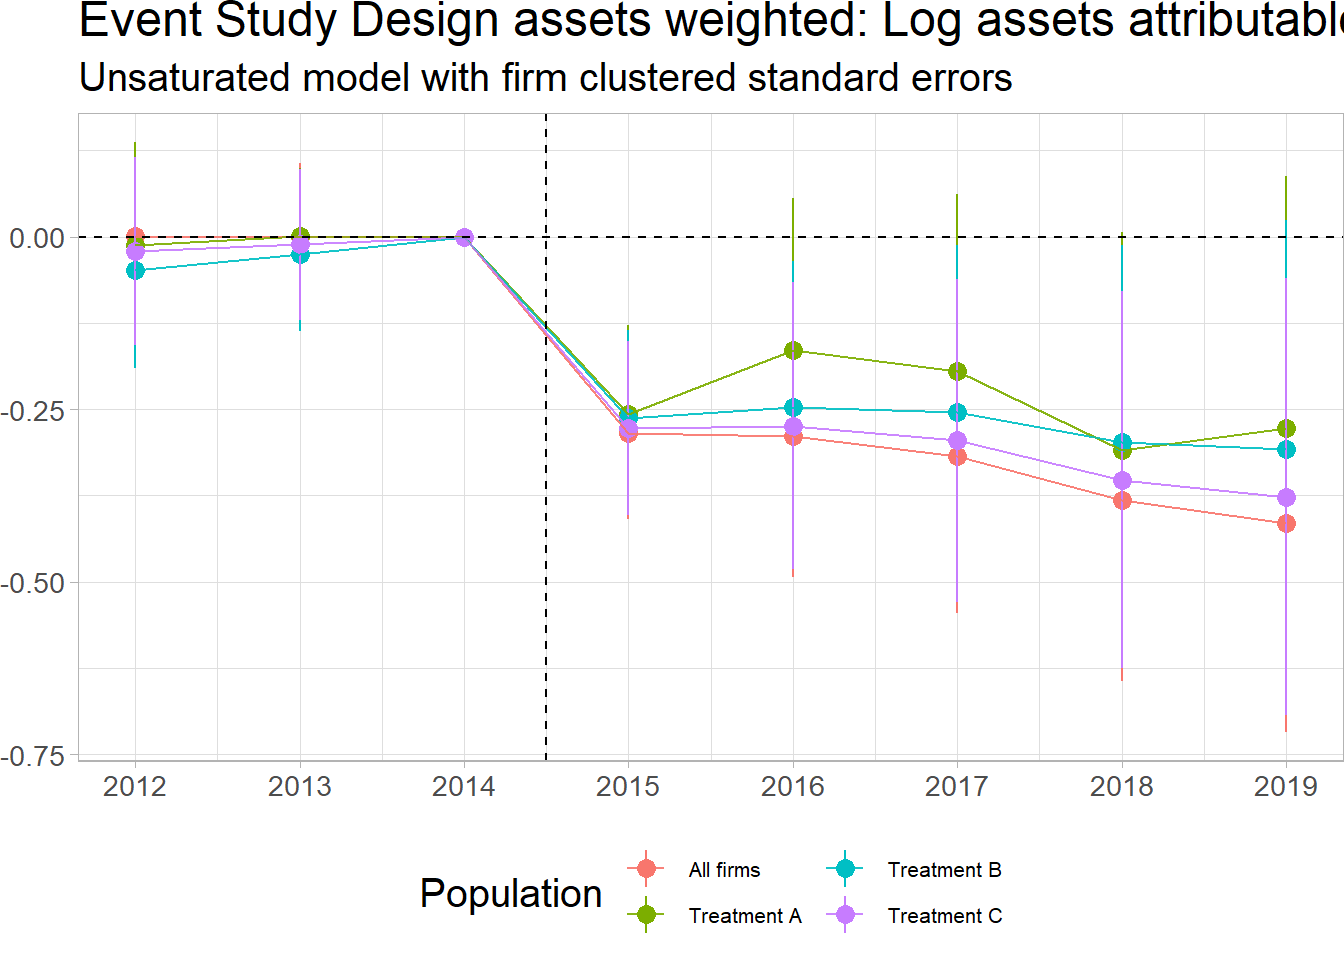 Event Study Design assets weighted: Log assets attributable
Unsaturated model with firm clustered standard errors
0.00
-0.25
-0.50
-0.75
2012 2013 2014 2015 2016 2017 2018 2019
Population
All firms
Treatment A
Treatment B
Treatment C